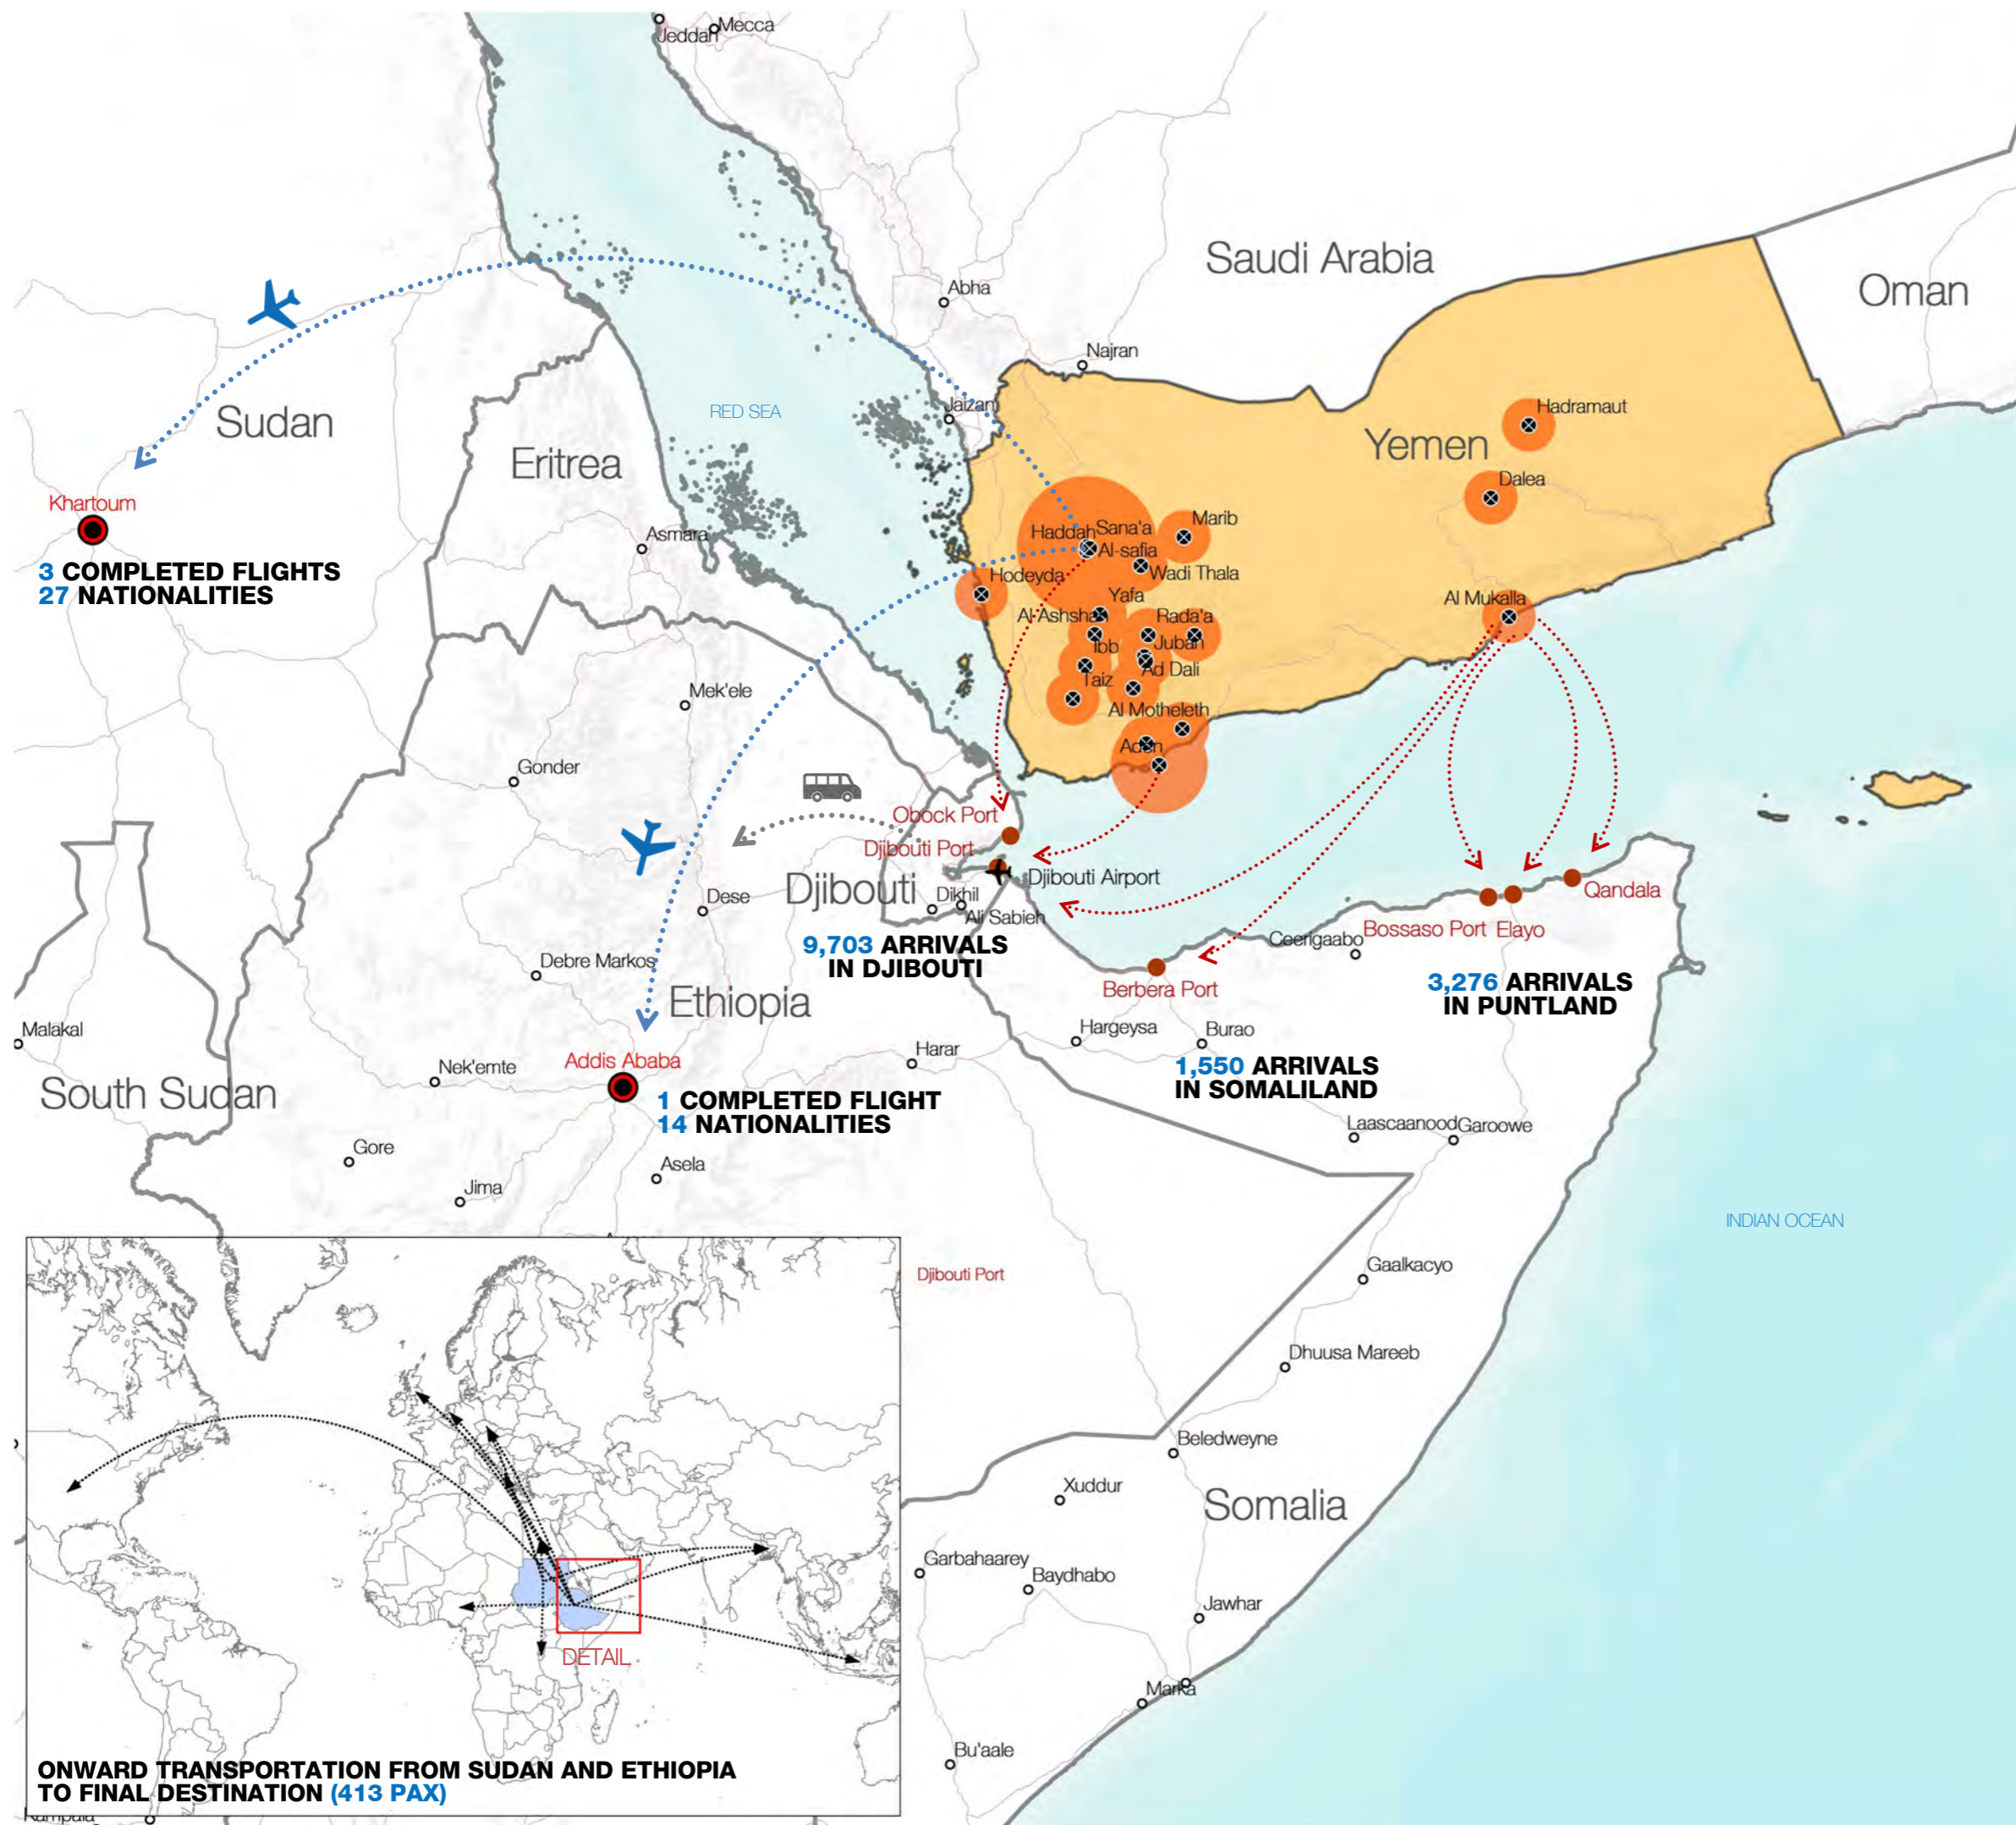 Mecca
Jeddah
Saudi Arabia
Oman
Abha
Najran
Jaizan
RED SEA
Sudan
Eritrea
Yemen
Hadramaut
Dalea
Khartoum
3 COMPLETED FLIGHTS
27 NATIONALITIES
Asmara
Haddah
Sana'a
Al-safia
Marib
Wadi Thala
Hodeyda
Yafa
Al-Ashshah
Rada'a
Ibb
Juban
Ad Dali
Taiz
Al Motheleth
Aden
Al Mukalla
Mek'ele
Gonder
Obock Port
Djibouti Port
Djibouti Airport
Djibouti
Dikhil
Ali Sabieh
Dese
9,703 ARRIVALS
IN DJIBOUTI
Qandala
Bossaso Port
Elayo
Ceerigaabo
3,276 ARRIVALS
IN PUNTLAND
Debre Markos
Ethiopia
Berbera Port
Hargeysa
Burao
1,550 ARRIVALS
IN SOMALILAND
Malakal
South Sudan
Nek'emte
Addis Ababa
Harar
1 COMPLETED FLIGHT
14 NATIONALITIES
Laascaanood
Garoowe
Gore
Asela
Jima
INDIAN OCEAN
Djibouti Port
Gaalkacyo
Dhuusa Mareeb
Beledweyne
Xuddur
Somalia
Garbahaarey
Baydhabo
Jawhar
DETAIL
Marka
Bu'aale
ONWARD TRANSPORTATION FROM SUDAN AND ETHIOPIA
TO FINAL DESTINATION (413 PAX)
Kampala